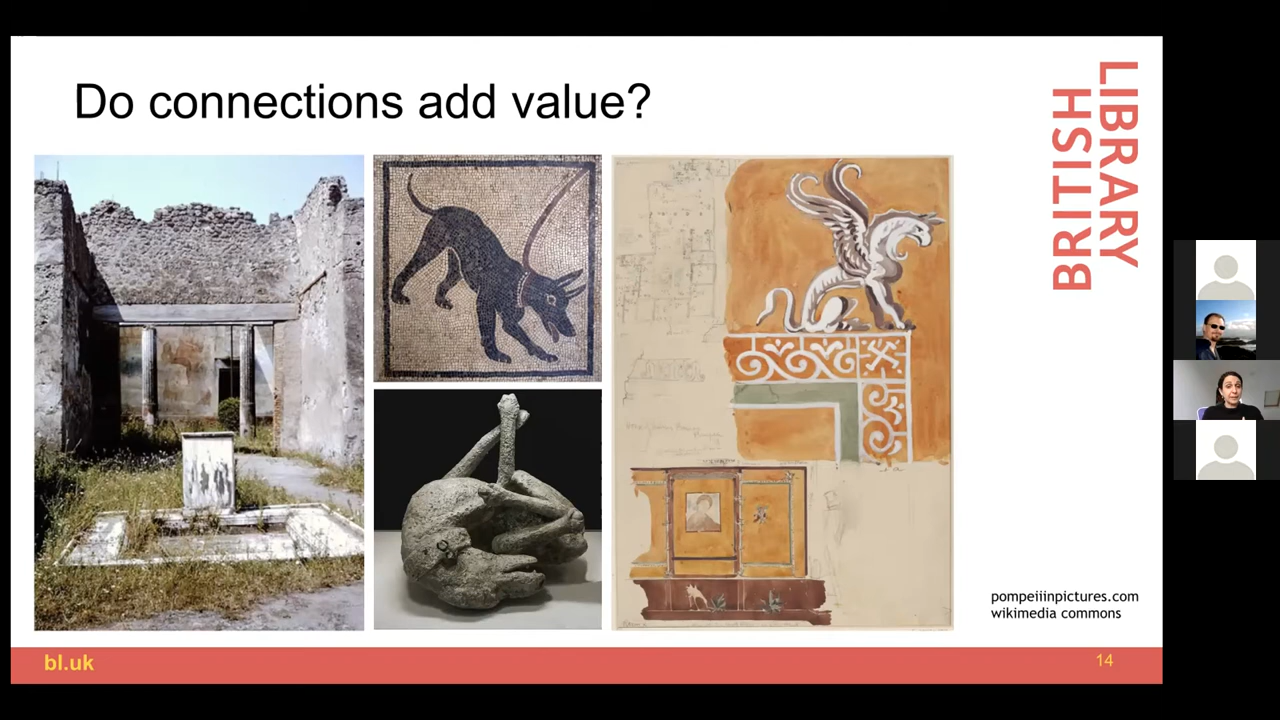 Do connections add value?
LIBRARY
BRITISH
pompeiiinpictures.com
wikimedia commons
bl.uk
14